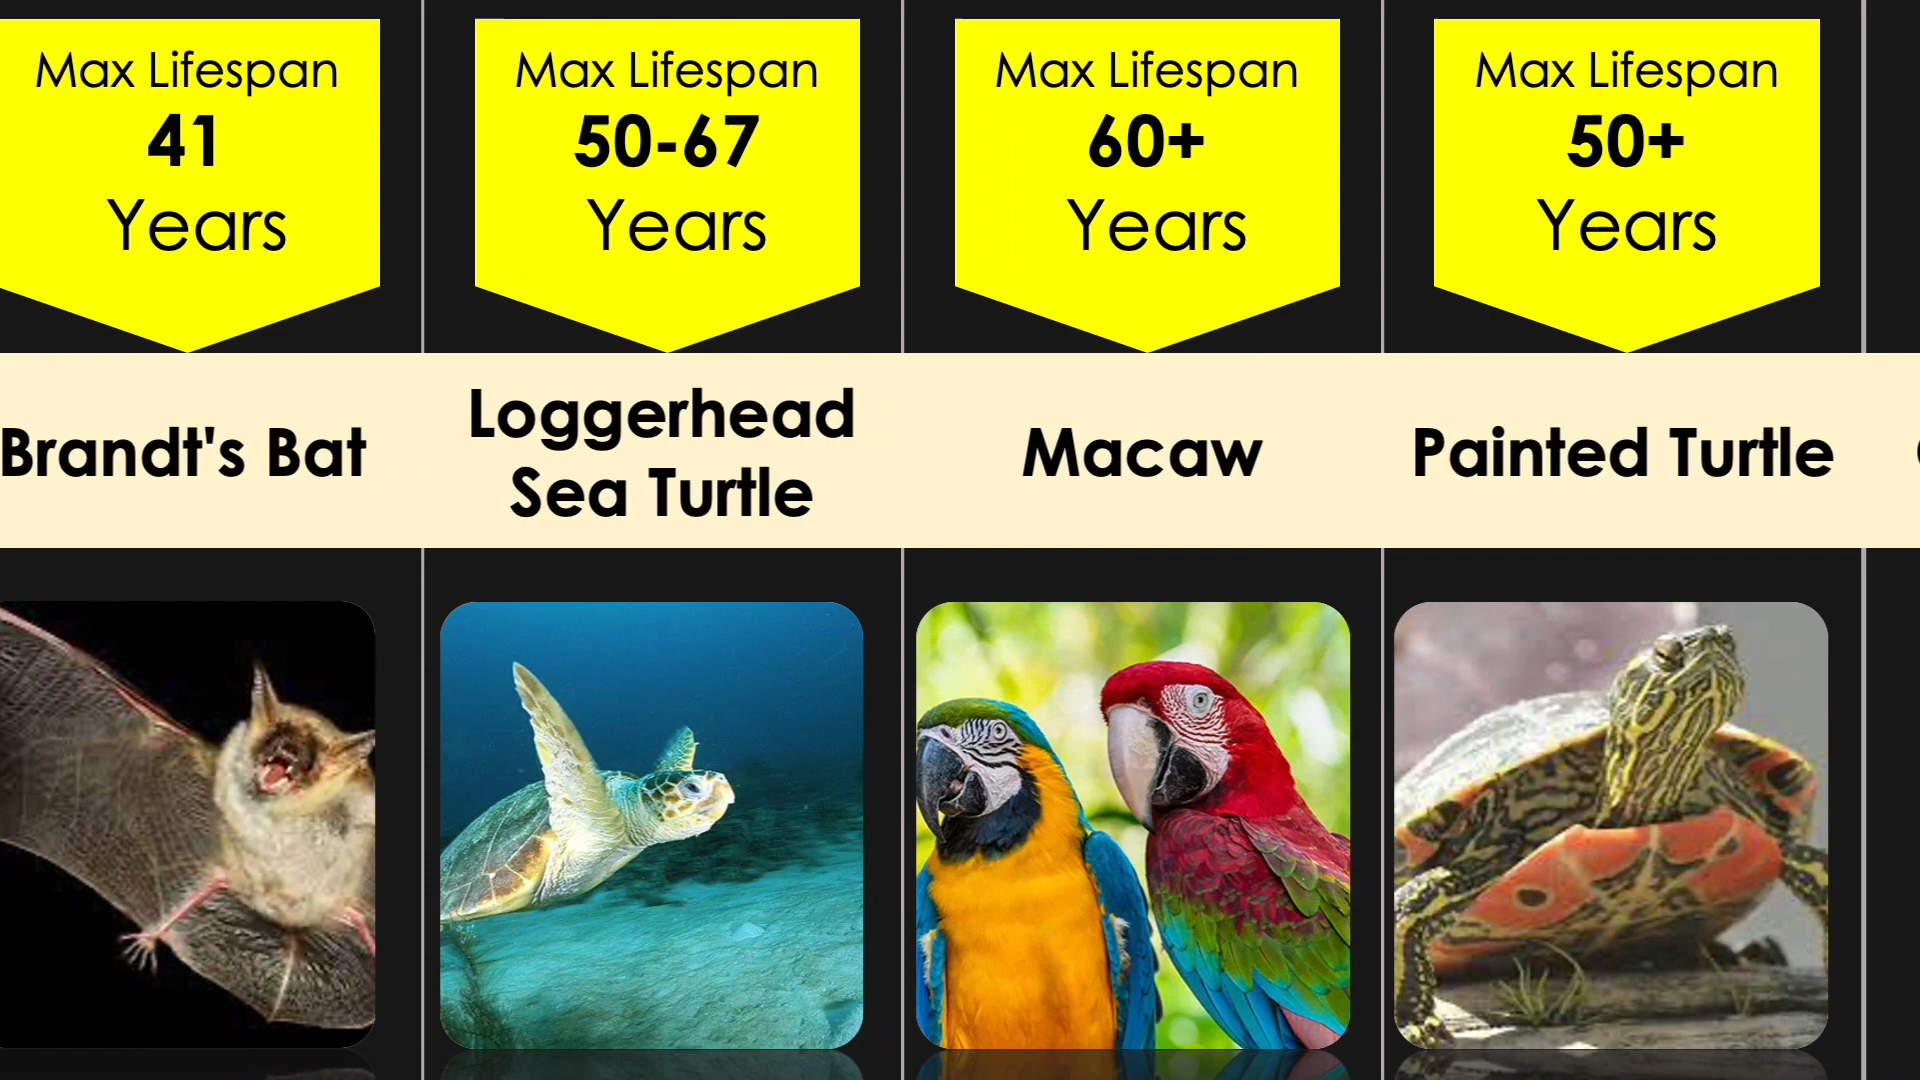 Max Lifespan
41
Years
Max Lifespan
50-67
Years
Max Lifespan
60+
Years
Max Lifespan
50+
Years
Brandt's Bat
Loggerhead
Sea Turtle
Macaw
Painted Turtle